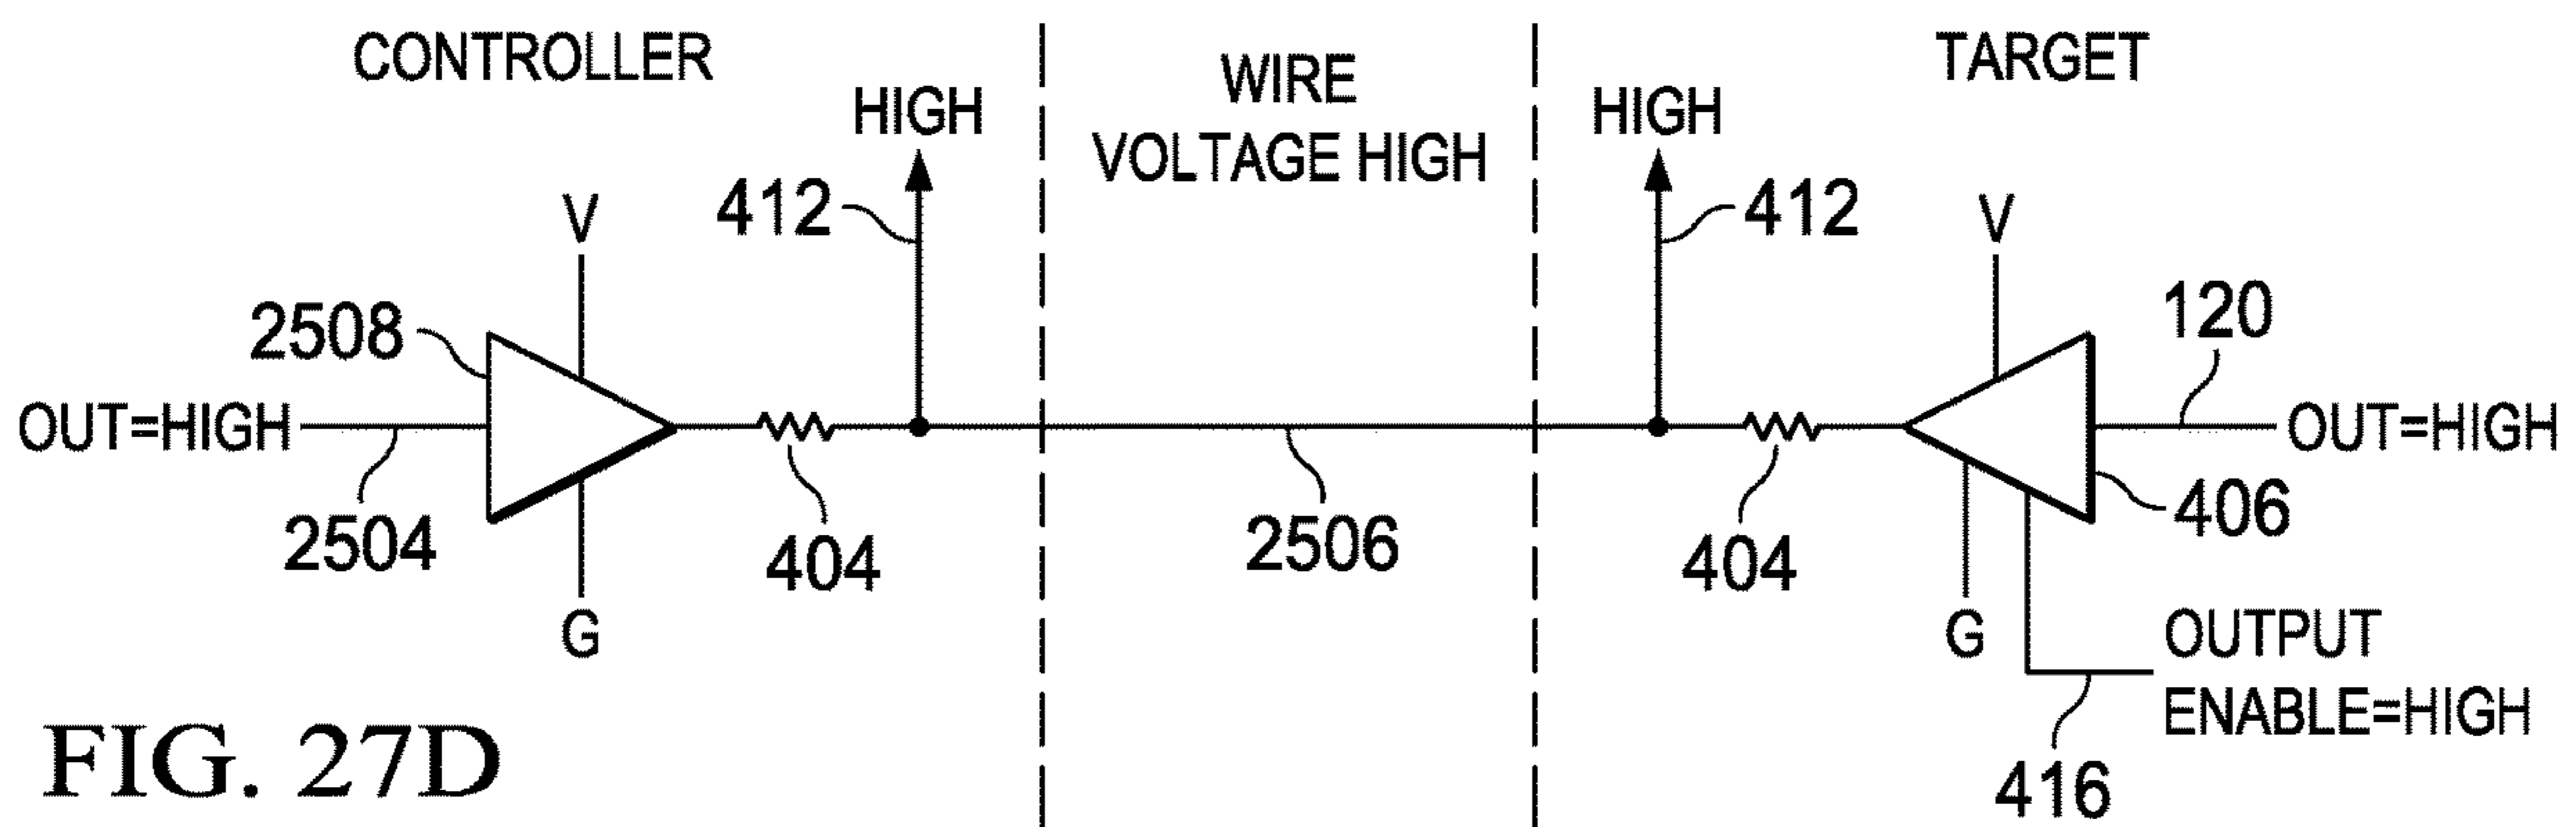 CONTROLLER
WIRE
VOLTAGE HIGH
TARGET
HIGH
HIGH
412
412
V
V
2508
120
OUT=HIGH
OUT=HIGH
2504
404
2506
404
406
G
G
OUTPUT
ENABLE=HIGH
416
FIG. 27D